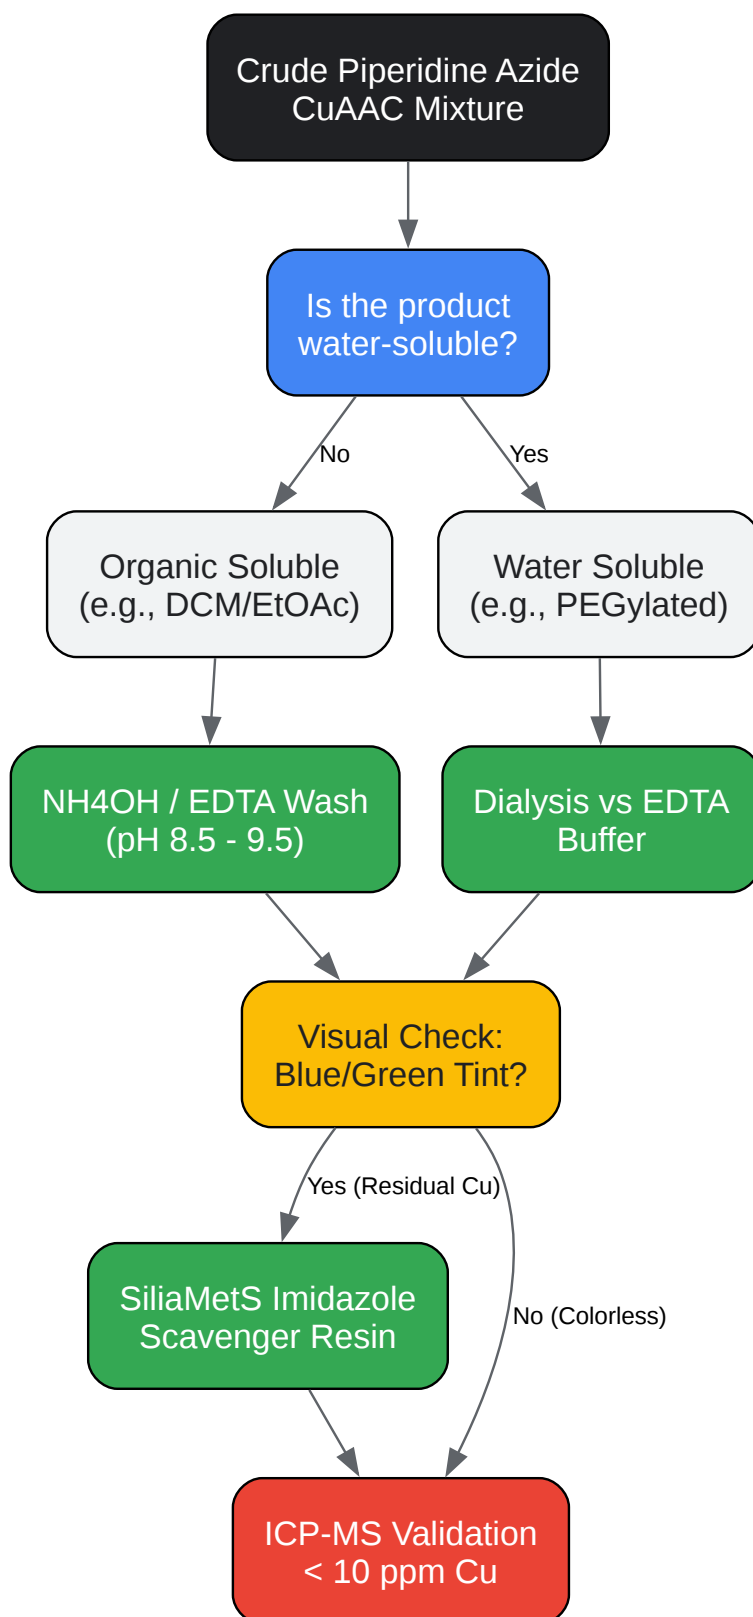 Crude Piperidine Azide
CuAAC Mixture
Is the product
water-soluble?
No
Yes
Organic Soluble
(e.g., DCM/EtOAc)
Water Soluble
(e.g., PEGylated)
NH4OH / EDTA Wash
(pH 8.5 - 9.5)
Dialysis vs EDTA
Buffer
Visual Check:
Blue/Green Tint?
Yes (Residual Cu)
SiliaMetS Imidazole
Scavenger Resin
No (Colorless)
ICP-MS Validation
< 10 ppm Cu